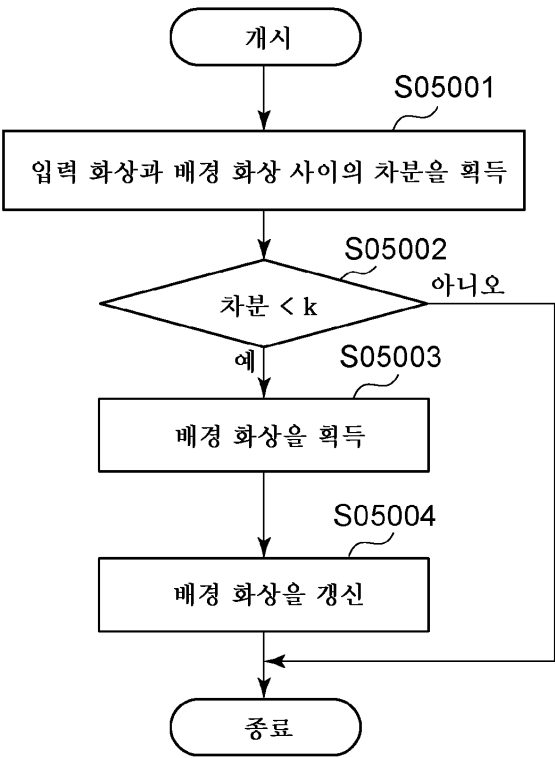 개시
S05001
입력 화상과 배경 화상 사이의 차분을 획득
S05002
차분 < k
아니오
예
S05003
배경 화상을 획득
S05004
배경 화상을 갱신
종료